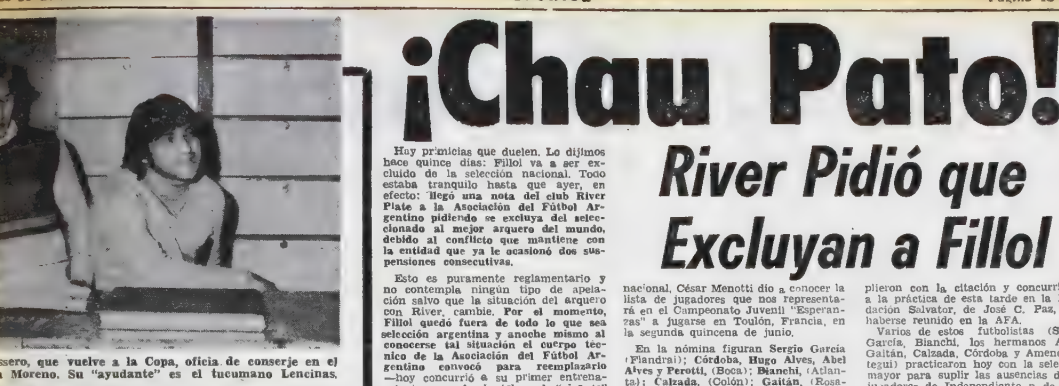 ¡Chau Pato!
River Pidió que
Excluyan a Fillol
Hay primicias que duelen. Lo dijimos
hace quince días: Fillol va a ser ex-
cluido de la selección nacional. Todo
estaba tranquilo hasta que ayer, en
efecto: llegó una nota del club River
Plate a la Asociación del Fútbol Ar-
gentino pidiendo se excluya del selec-
cionado al mejor arquero del mundo,
debido al conflicto que mantiene con
la entidad que ya le ocasionó dos sus-
pensiones consecutivas.
Esto es puramente reglamentario y
no contempla ningún tipo de apela-
ción salvo que la situación del arquero
con River, cambie. Por el momento,
Fillol quedó fuera de todo lo que sea
selección argentina y anoche mismo al
conocerse tal situación el cuerpo téc-
nico de la Asociación del Fútbol Ar-
gentino convocó para reemplazarlo
—hoy concurrió a su primer entrena-
nacional, César Menotti dio a conocer la
lista de jugadores que nos representa-
rá en el Campeonato Juvenil "Esperan-
zas" a jugarse en Toulón, Francia, en
la segunda quincena de junio.
En la nómina figuran Sergio García
(Flandria); Córdoba, Hugo Alves, Abel
Alves y Perotti, (Boca); Bianchi, (Atlan-
ta); Calzada, (Colón); Gaitán, (Rosa-
plieron con la citación y concurri
a la práctica de esta tarde en la
dación Salvator, de José C. Paz,
haberse reunido en la AFA.
Varios de estos futbolistas (S
García, Bianchi, los hermanos A
Gaitán, Calzada, Córdoba y Amen
tegui) practicaron hoy con la selec
mayor para suplir las ausencias d
ssero, que vuelve a la Copa, oficia de conserje en el
Moreno. Su "ayudante" es el tucumano Lencinas,